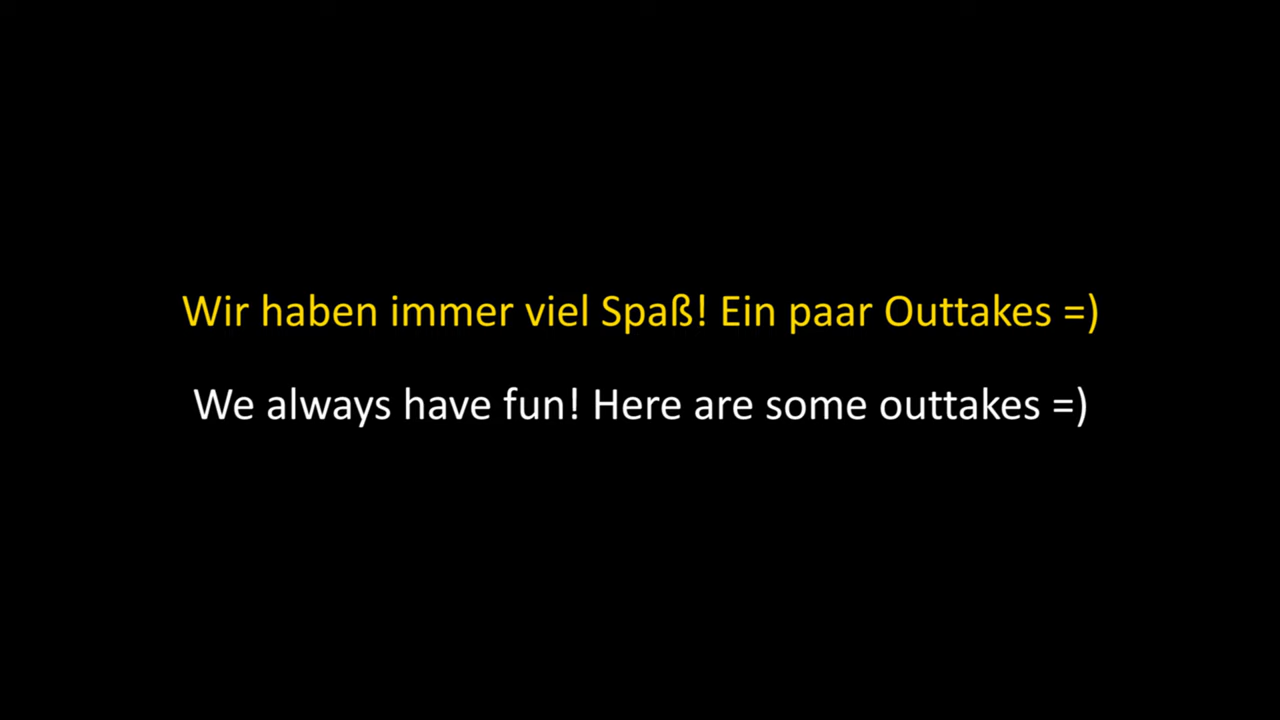 Wir haben immer viel Spaß! Ein paar Outtakes =)
We always have fun! Here are some outtakes =)